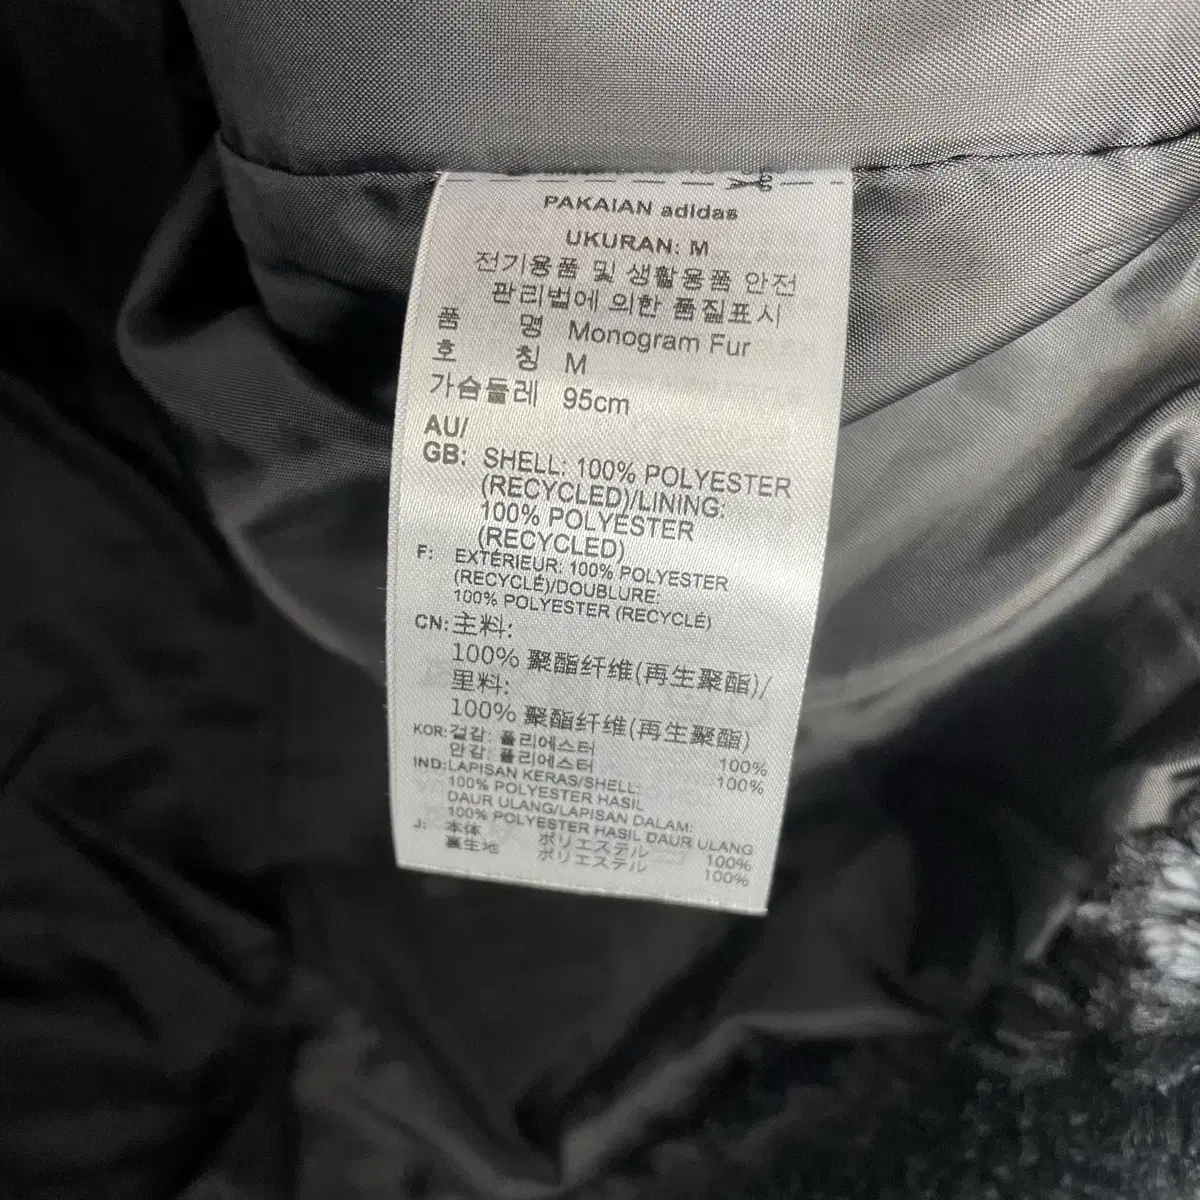 PAKAIAN adidas
UKURAN: M
전기용품 및 생활용품 안전
관리법에 의한 품질표시
품 명 Monogram Fur
호 칭 M
가슴둘레 95cm
AU/
GB: SHELL: 100% POLYESTER
(RECYCLED)/LINING:
100% POLYESTER
(RECYCLED)
F: EXTÉRIEUR: 100% POLYESTER
(RECYCLÉ)/DOUBLURE:
100% POLYESTER (RECYCLÉ)
CN: 主料:
100% 聚酯纤维(再生聚酯)/
里料:
100% 聚酯纤维(再生聚酯)
KOR: 겉감: 폴리에스터 100%
안감: 폴리에스터 100%
IND: LAPISAN KERAS/SHELL:
100% POLYESTER HASIL
DAUR ULANG/LAPISAN DALAM:
100% POLYESTER HASIL DAUR ULANG
J: 本体 ポリエステル 100%
裏生地 ポリエステル 100%